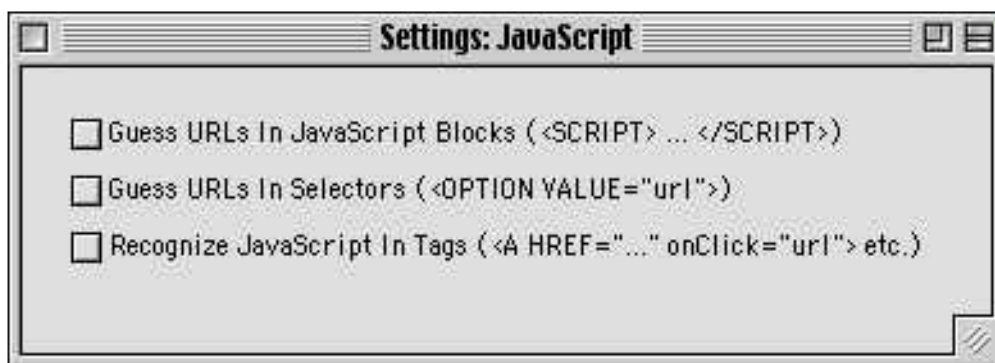 Settings: JavaScript
Guess URLs In JavaScript Blocks (<SCRIPT> ... </SCRIPT>)
Guess URLs In Selectors (<OPTION VALUE="url">)
Recognize JavaScript In Tags (<A HREF="..." onClick="url"> etc.)